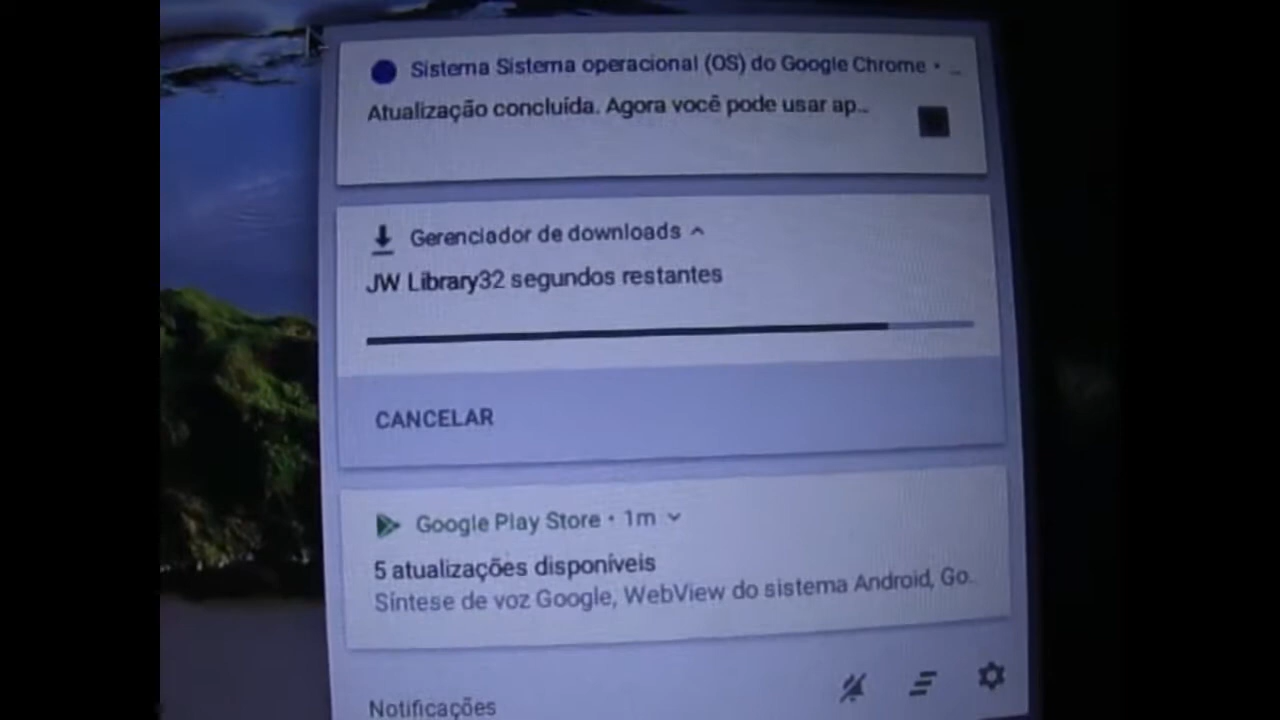 Sistema Sistema operacional (OS) do Google Chrome • ...
Atualização concluída. Agora você pode usar ap...
Gerenciador de downloads
JW Library32 segundos restantes
CANCELAR
Google Play Store • 1m
5 atualizações disponíveis
Síntese de voz Google, WebView do sistema Android, Go...
Notificações